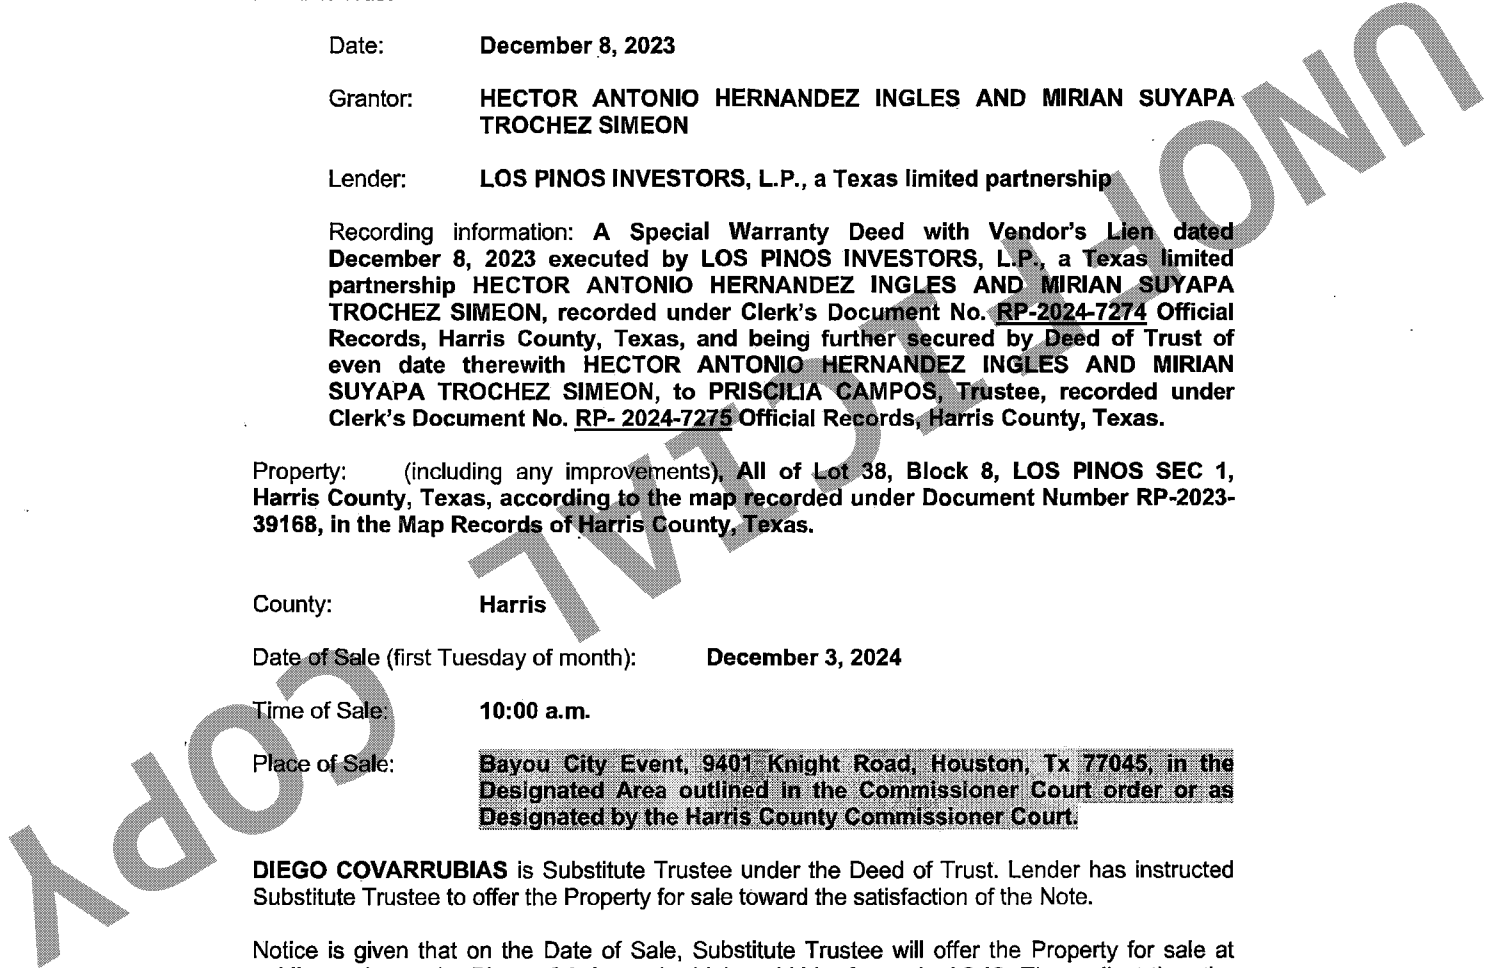 Date: December 8, 2023
Grantor: HECTOR ANTONIO HERNANDEZ INGLES AND MIRIAN SUYAPA
TROCHEZ SIMEON
Lender: LOS PINOS INVESTORS, L.P., a Texas limited partnership
Recording information: A Special Warranty Deed with Vendor's Lien dated
December 8, 2023 executed by LOS PINOS INVESTORS, L.P., a Texas limited
partnership HECTOR ANTONIO HERNANDEZ INGLES AND MIRIAN SUYAPA
TROCHEZ SIMEON, recorded under Clerk's Document No. RP-2024-7274 Official
Records, Harris County, Texas, and being further secured by Deed of Trust of
even date therewith HECTOR ANTONIO HERNANDEZ INGLES AND MIRIAN
SUYAPA TROCHEZ SIMEON, to PRISCILIA CAMPOS, Trustee, recorded under
Clerk's Document No. RP- 2024-7275 Official Records, Harris County, Texas.
Property: (including any improvements), All of Lot 38, Block 8, LOS PINOS SEC 1,
Harris County, Texas, according to the map recorded under Document Number RP-2023-
39168, in the Map Records of Harris County, Texas.
County: Harris
Date of Sale (first Tuesday of month): December 3, 2024
Time of Sale: 10:00 a.m.
Place of Sale: Bayou City Event, 9401 Knight Road, Houston, Tx 77045, in the
Designated Area outlined in the Commissioner Court order or as
Designated by the Harris County Commissioner Court.
DIEGO COVARRUBIAS is Substitute Trustee under the Deed of Trust. Lender has instructed
Substitute Trustee to offer the Property for sale toward the satisfaction of the Note.
Notice is given that on the Date of Sale, Substitute Trustee will offer the Property for sale at
UNOFFICIAL COPY